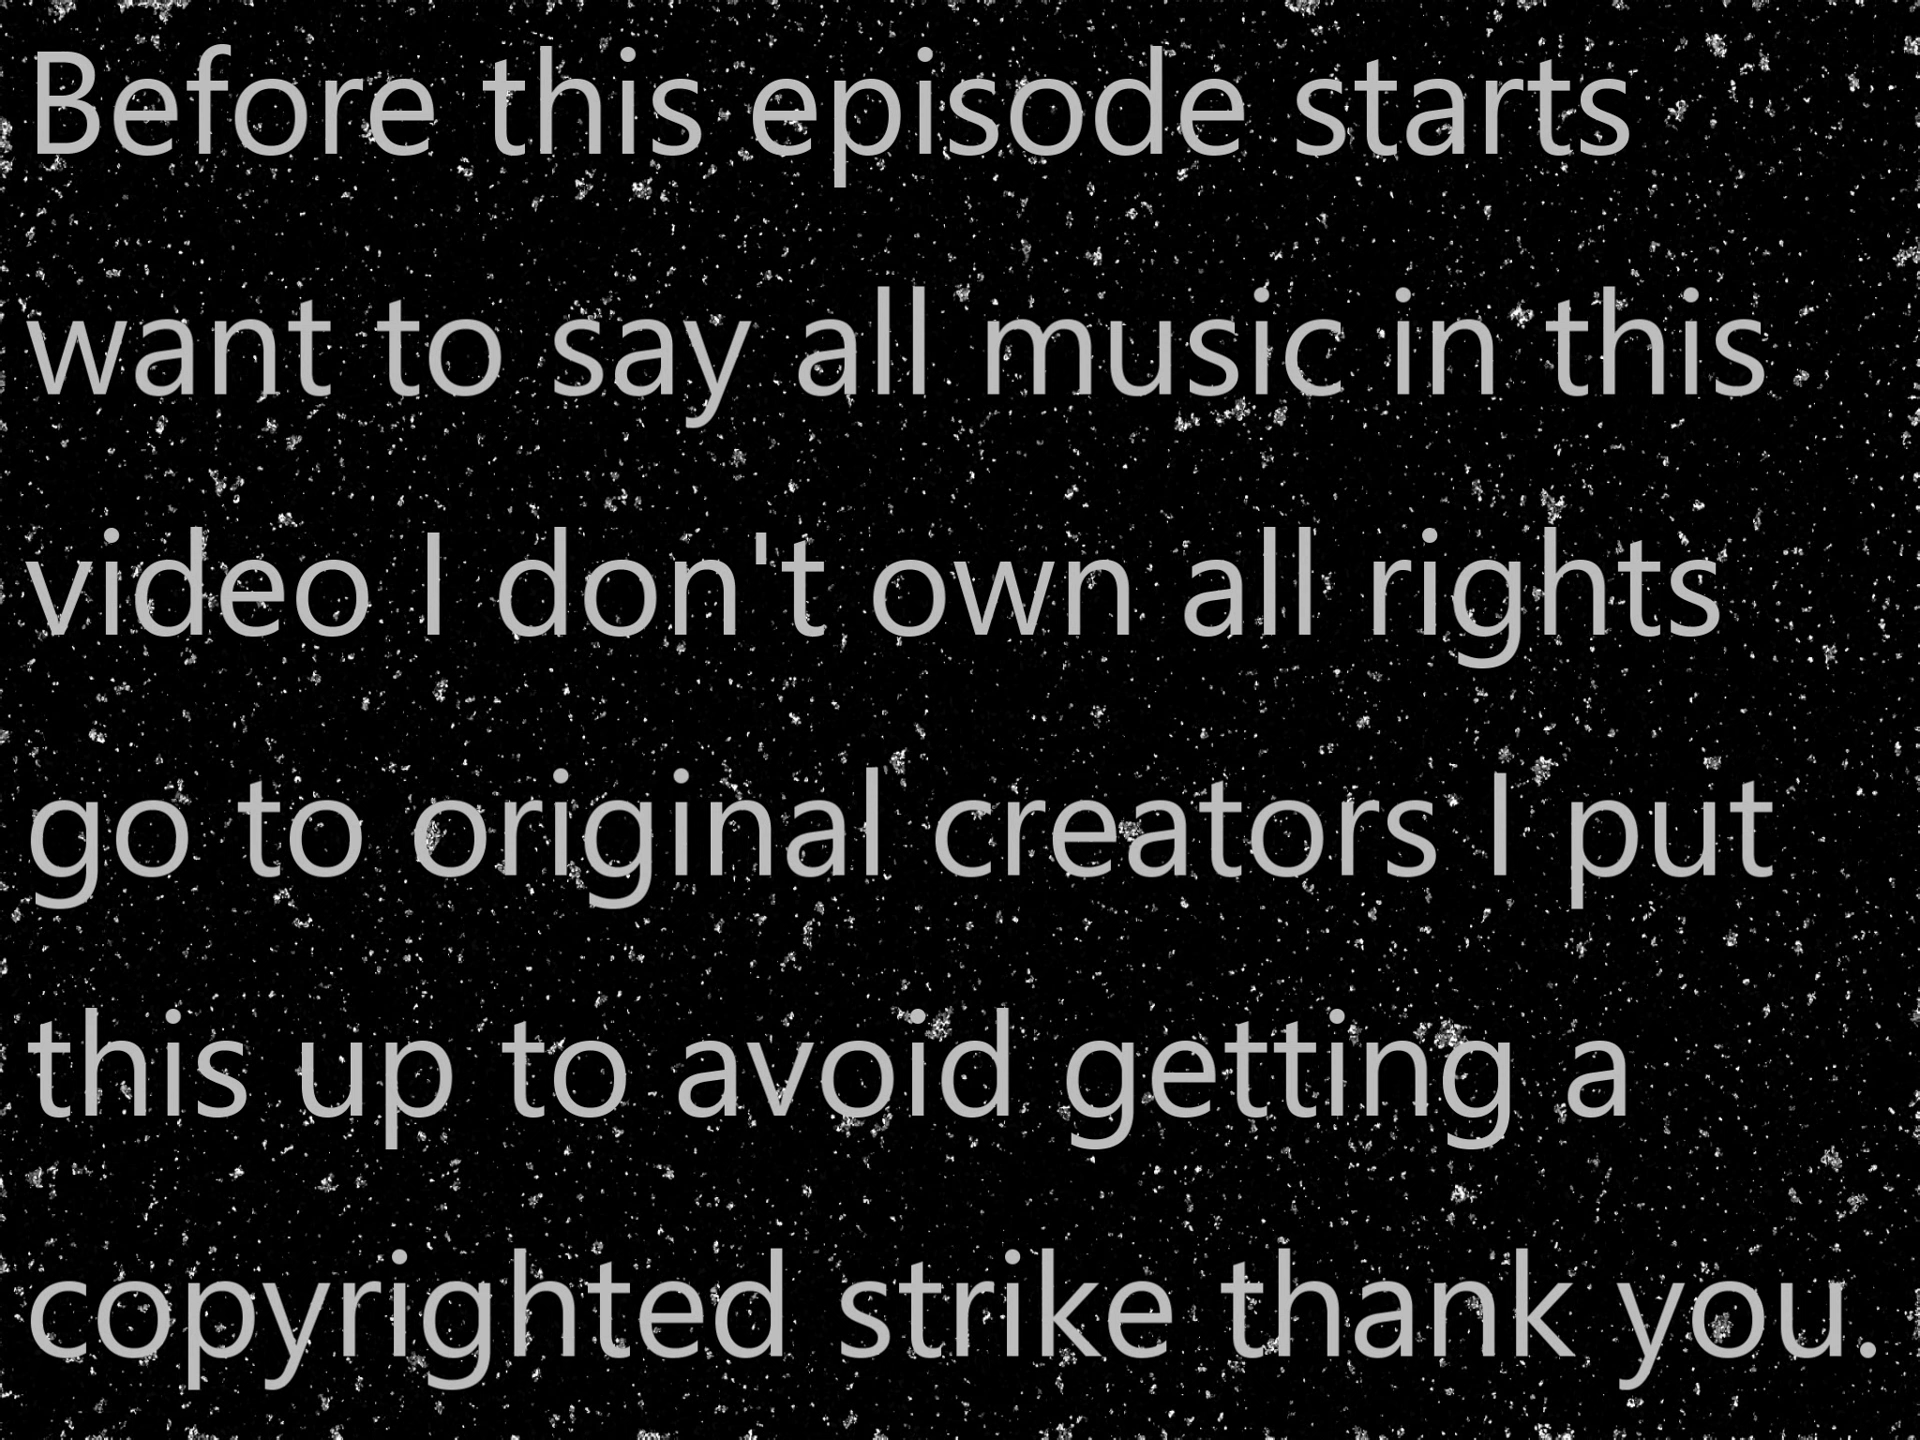 Before this episode starts
want to say all music in this
video I don't own all rights
go to original creators I put
this up to avoid getting a
copyrighted strike thank you.